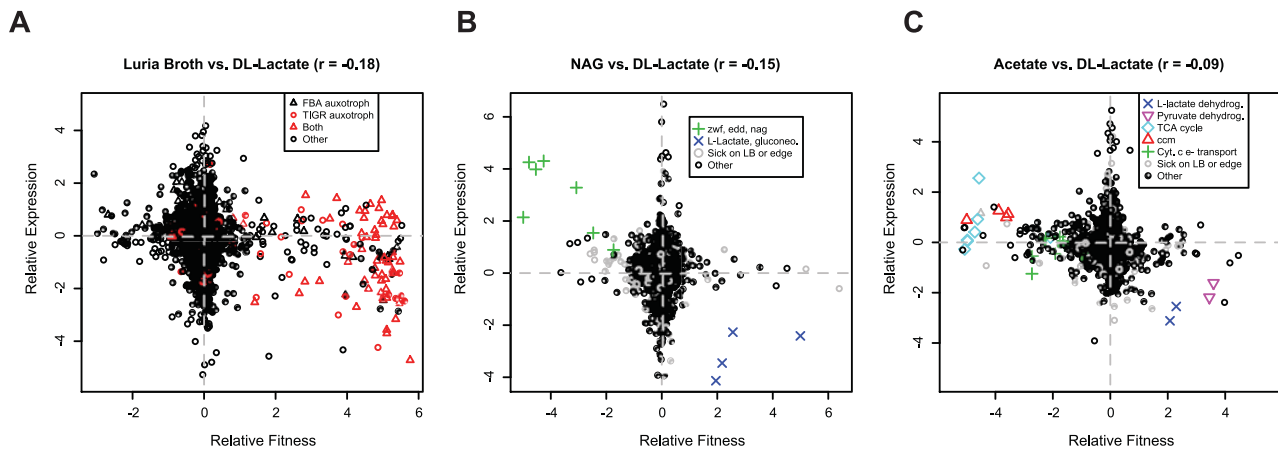 A
Luria Broth vs. DL-Lactate (r = -0.18)
FBA auxotroph
TIGR auxotroph
Both
Other
Relative Expression
4
2
0
-2
-4
-2
0
2
4
6
Relative Fitness
B
NAG vs. DL-Lactate (r = -0.15)
zwf, edd, nag
L-Lactate, gluconeo.
Sick on LB or edge
Other
Relative Expression
6
4
2
0
-2
-4
-4
-2
0
2
4
6
Relative Fitness
C
Acetate vs. DL-Lactate (r = -0.09)
L-lactate dehydrog.
Pyruvate dehydrog.
TCA cycle
ccm
Cyt. c e- transport
Sick on LB or edge
Other
Relative Expression
4
2
0
-2
-4
-4
-2
0
2
4
Relative Fitness